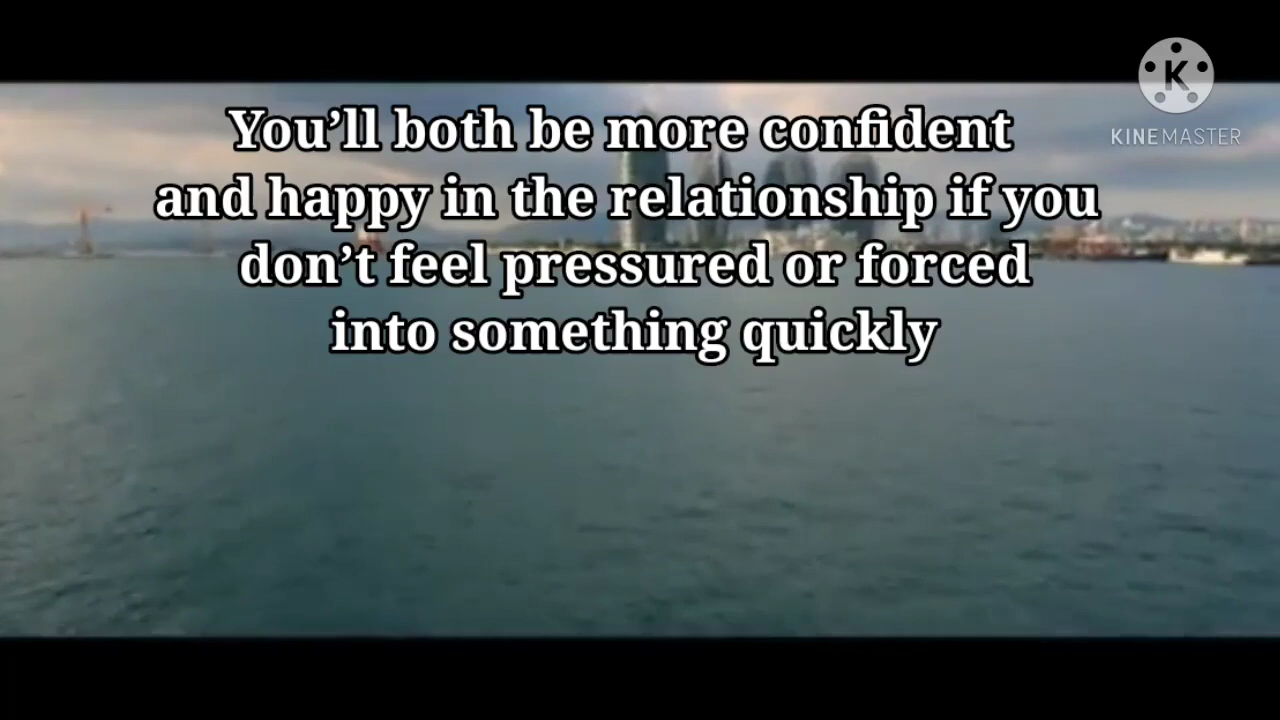 K
KINEMASTER
You’ll both be more confident
and happy in the relationship if you
don’t feel pressured or forced
into something quickly